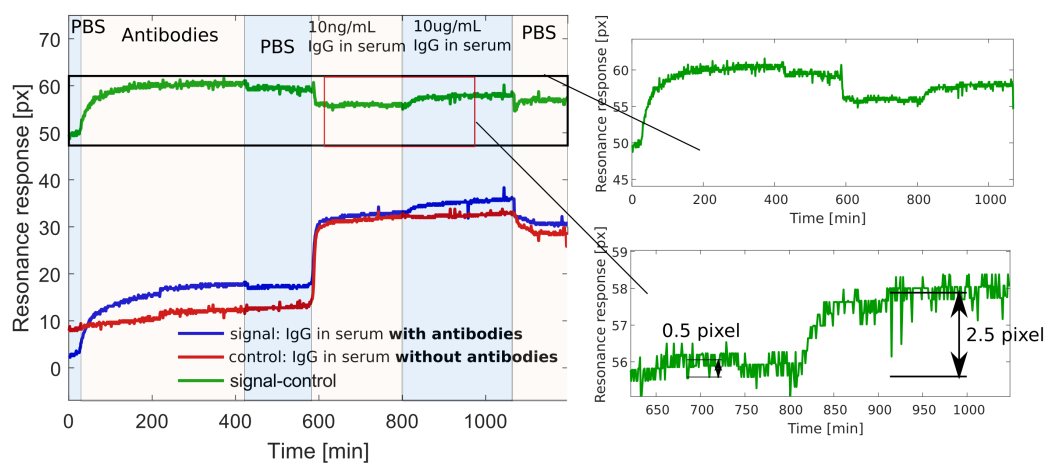 PBS
Antibodies
PBS
10ng/mL
IgG in serum
10ug/mL
IgG in serum
PBS
70
60
50
40
30
20
10
0
Resonance response [px]
signal: IgG in serum with antibodies
control: IgG in serum without antibodies
signal-control
0 200 400 600 800 1000
Time [min]
60
55
50
45
Resonance response [px]
0 200 400 600 800 1000
Time [min]
59
58
57
56
Resonance response [px]
0.5 pixel
2.5 pixel
650 700 750 800 850 900 950 1000
Time [min]